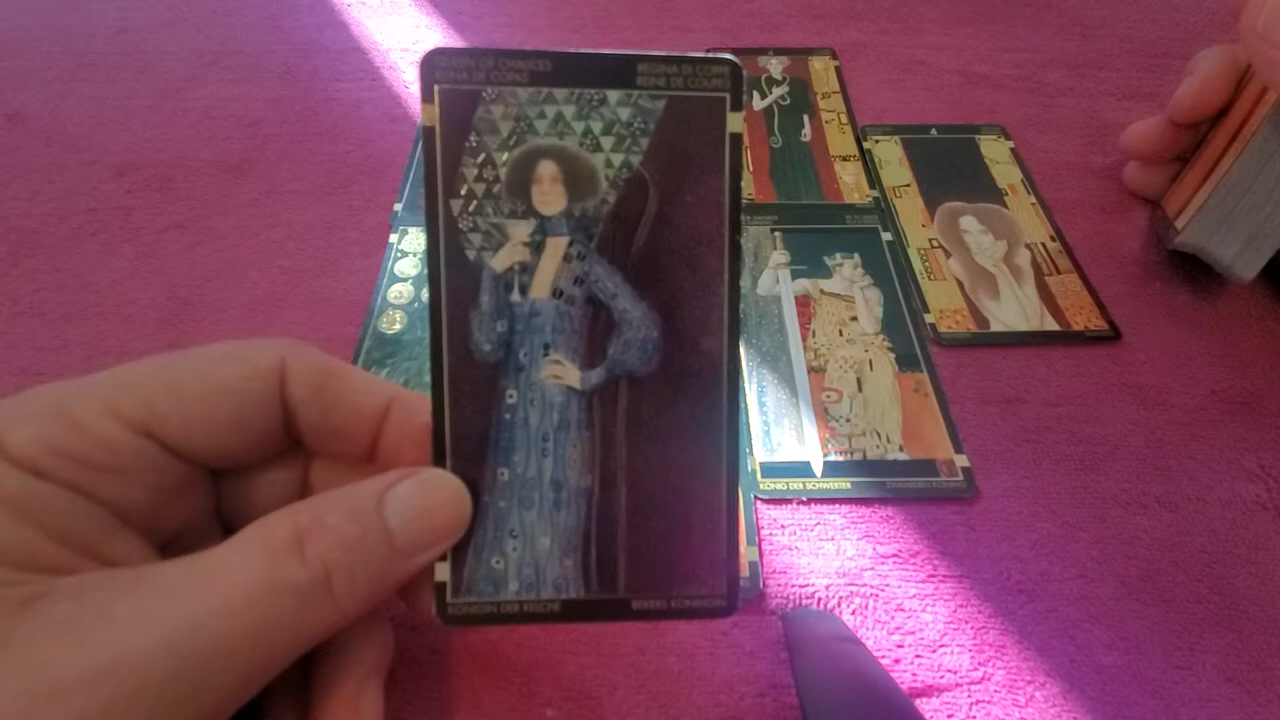 QUEEN OF CHALICES
REINA DE COPAS
REGINA DI COPPE
REINE DE COUPES
KÖNIGIN DER KELCHE
BEKERS KONINGIN
4
4
KÖNIG DER SCHWERTER
ZWAARDEN KONING